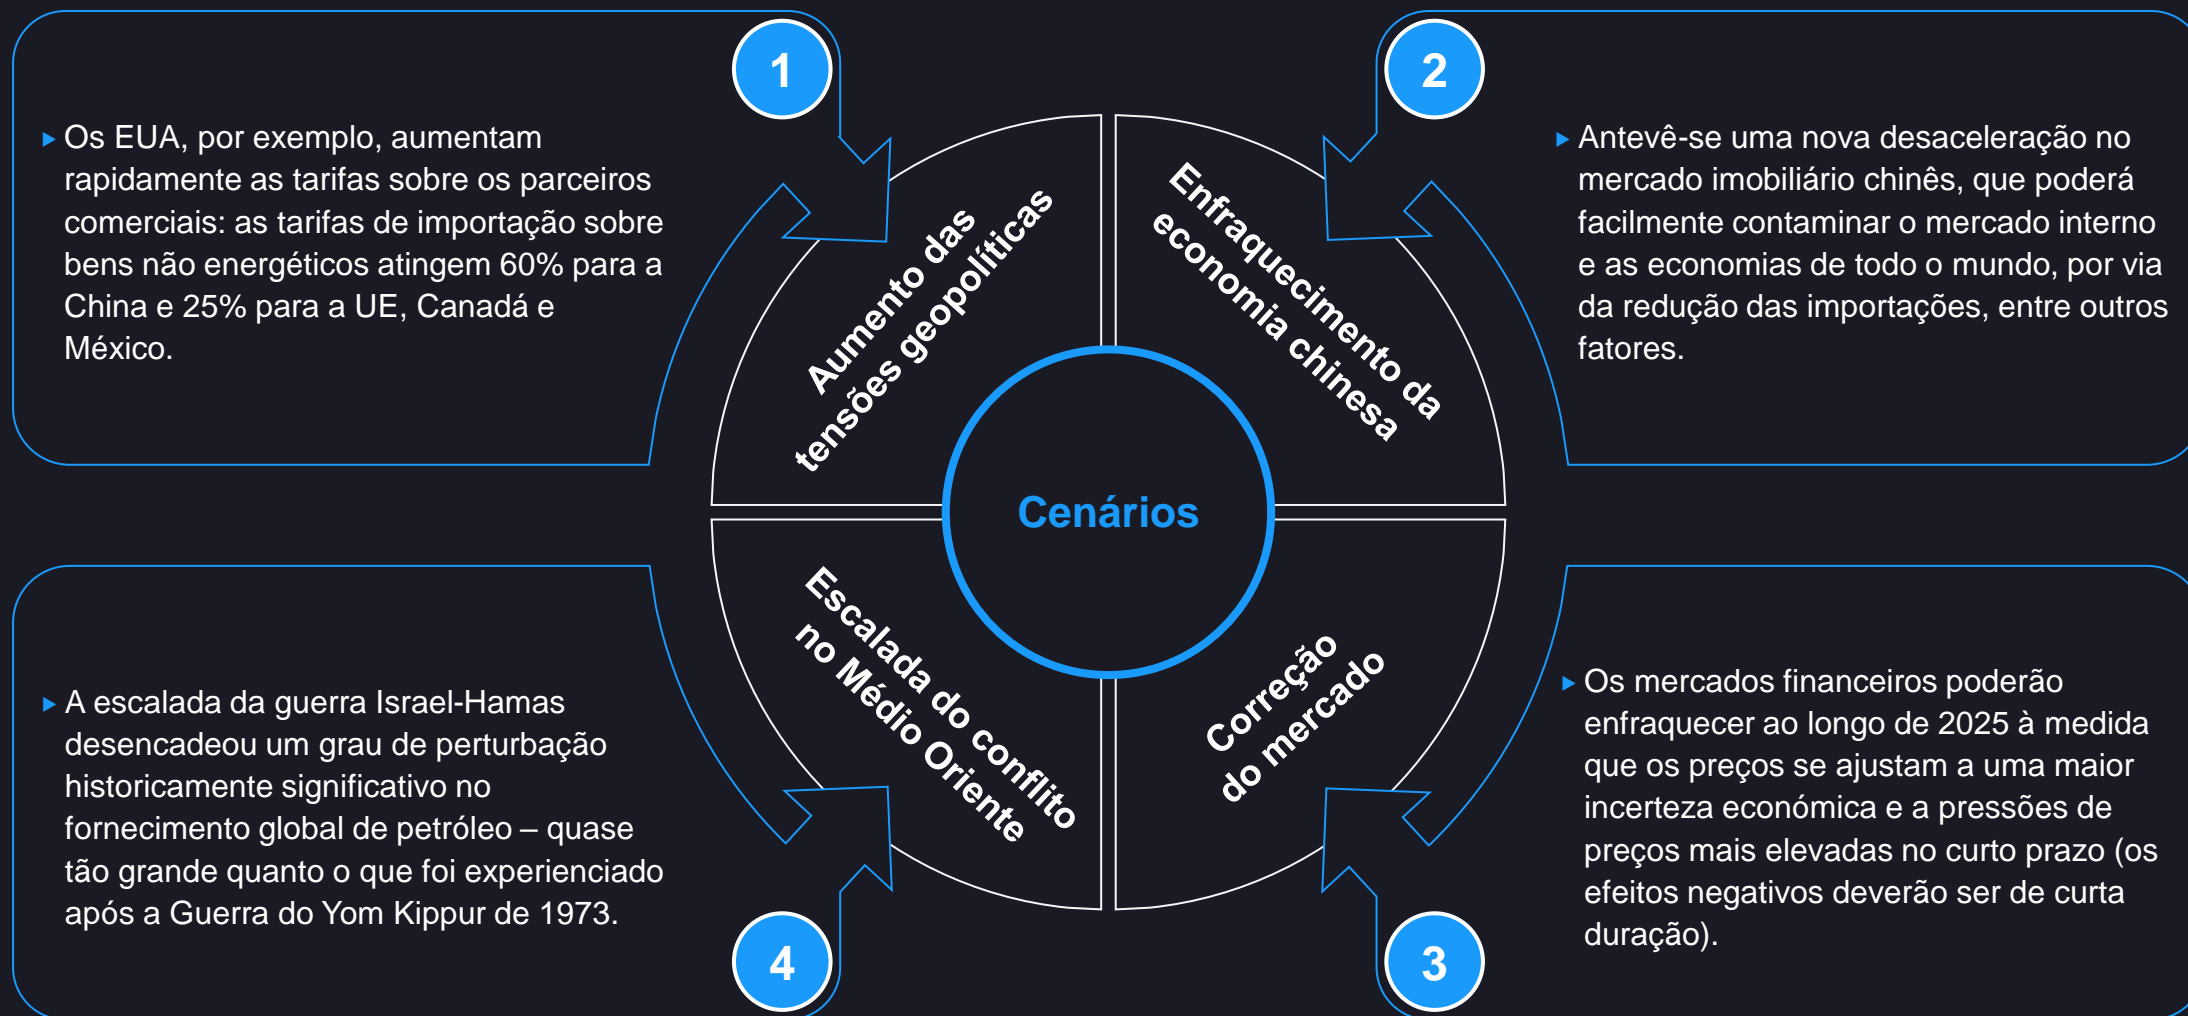 1
Os EUA, por exemplo, aumentam
rapidamente as tarifas sobre os parceiros
comerciais: as tarifas de importação sobre
bens não energéticos atingem 60% para a
China e 25% para a UE, Canadá e
México.
Aumento das
tensões geopolíticas
2
Antevê-se uma nova desaceleração no
mercado imobiliário chinês, que poderá
facilmente contaminar o mercado interno
e as economias de todo o mundo, por via
da redução das importações, entre outros
fatores.
Enfraquecimento da
economia chinesa
Cenários
Escalada do conflito
no Médio Oriente
A escalada da guerra Israel-Hamas
desencadeou um grau de perturbação
historicamente significativo no
fornecimento global de petróleo – quase
tão grande quanto o que foi experienciado
após a Guerra do Yom Kippur de 1973.
4
Correção
do mercado
Os mercados financeiros poderão
enfraquecer ao longo de 2025 à medida
que os preços se ajustam a uma maior
incerteza económica e a pressões de
preços mais elevadas no curto prazo (os
efeitos negativos deverão ser de curta
duração).
3